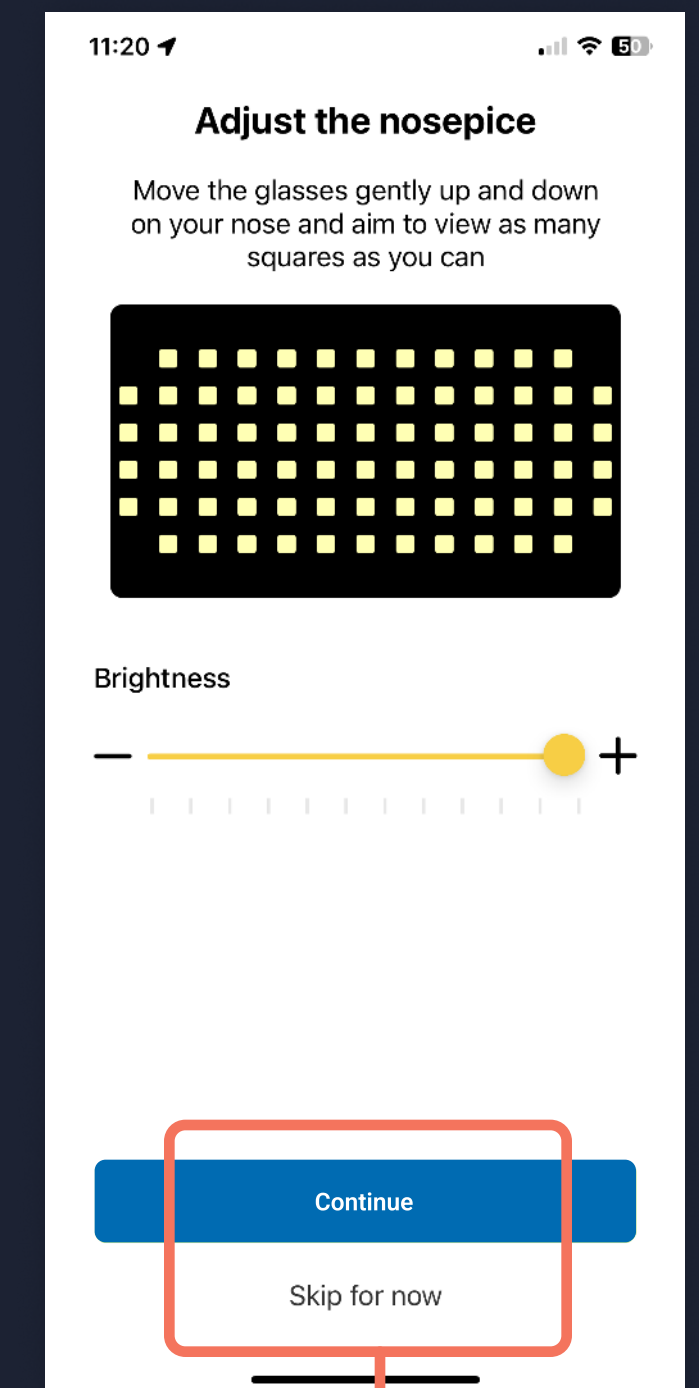 11:20
50
Adjust the nosepice
Move the glasses gently up and down
on your nose and aim to view as many
squares as you can
Brightness
Continue
Skip for now